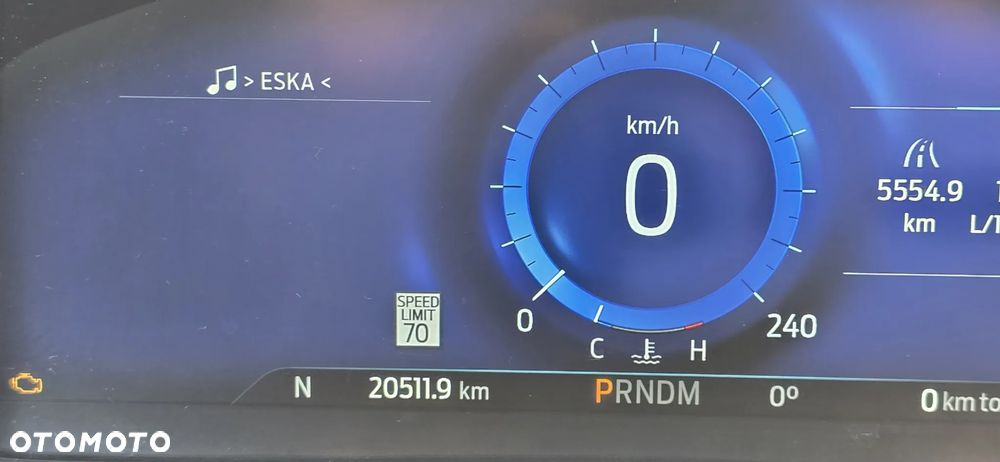 > ESKA <
km/h
0
5554.9
km
L/1
SPEED
LIMIT
70
0
240
C
H
N
20511.9 km
PRNDM
0°
0 km to
OTOMOTO